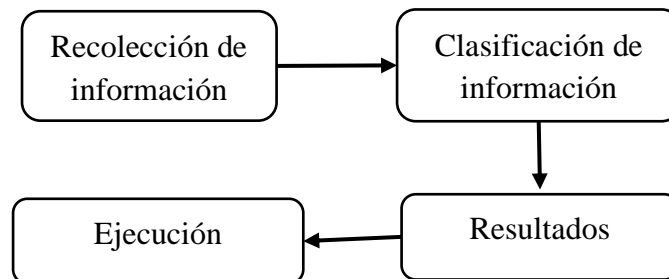 Recolección de
información
Clasificación de
información
Resultados
Ejecución